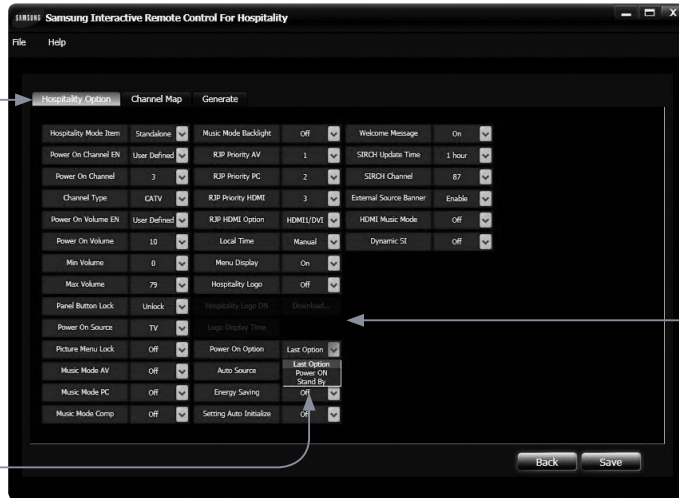 SAMSUNG Samsung Interactive Remote Control For Hospitality
File Help
Hospitality Option Channel Map Generate
Hospitality Mode Item Standalone Music Mode Backlight Off Welcome Message On
Power On Channel EN User Defined RJP Priority AV 1 SIRCH Update Time 1 hour
Power On Channel 3 RJP Priority PC 2 SIRCH Channel 87
Channel Type CATV RJP Priority HDMI 3 External Source Banner Enable
Power On Volume EN User Defined RJP HDMI Option HDMI1/DVI HDMI Music Mode Off
Power On Volume 10 Local Time Manual Dynamic SI Off
Min Volume 0 Menu Display On
Max Volume 79 Hospitality Logo Off
Panel Button Lock Unlock Hospitality Logo DN Download...
Power On Source TV Logo Display Time
Picture Menu Lock Off Power On Option Last Option
Last Option
Music Mode AV Off Auto Source Power ON
Stand By
Music Mode PC Off Energy Saving Off
Music Mode Comp Off Setting Auto Initialize Off
Back Save